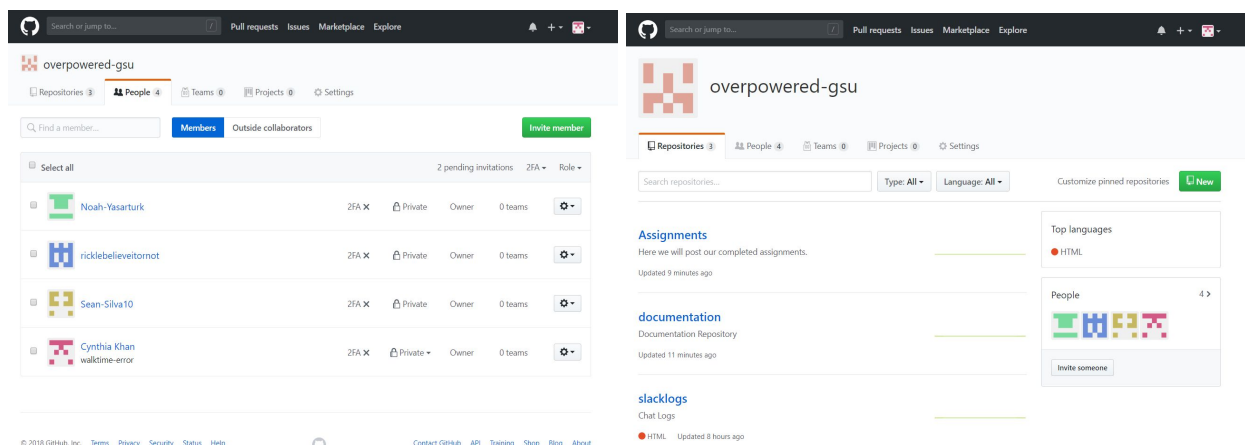 Search or jump to... / Pull requests Issues Marketplace Explore
overpowered-gsu
Repositories 3 People 4 Teams 0 Projects 0 Settings
Find a member... Members Outside collaborators Invite member
Select all 2 pending invitations 2FA Role
Noah-Yasarturk 2FA Private Owner 0 teams
ricklebelieveitornot 2FA Private Owner 0 teams
Sean-Silva10 2FA Private Owner 0 teams
Cynthia Khan
walktime-error
2FA Private Owner 0 teams
© 2018 GitHub, Inc. Terms Privacy Security Status Help Contact GitHub API Training Shop Blog About
Search or jump to... / Pull requests Issues Marketplace Explore
overpowered-gsu
Repositories 3 People 4 Teams 0 Projects 0 Settings
Search repositories... Type: All Language: All Customize pinned repositories New
Assignments
Here we will post our completed assignments.
Updated 9 minutes ago
documentation
Documentation Repository
Updated 11 minutes ago
slacklogs
Chat Logs
HTML Updated 8 hours ago
Top languages
HTML
People 4 >
Invite someone